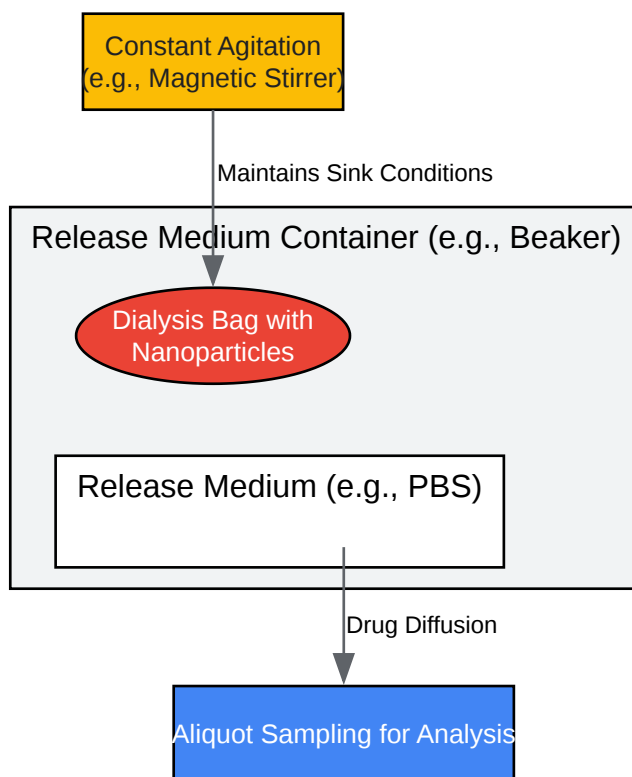 Constant Agitation
(e.g., Magnetic Stirrer)
Maintains Sink Conditions
Release Medium Container (e.g., Beaker)
Dialysis Bag with
Nanoparticles
Release Medium (e.g., PBS)
Drug Diffusion
Aliquot Sampling for Analysis